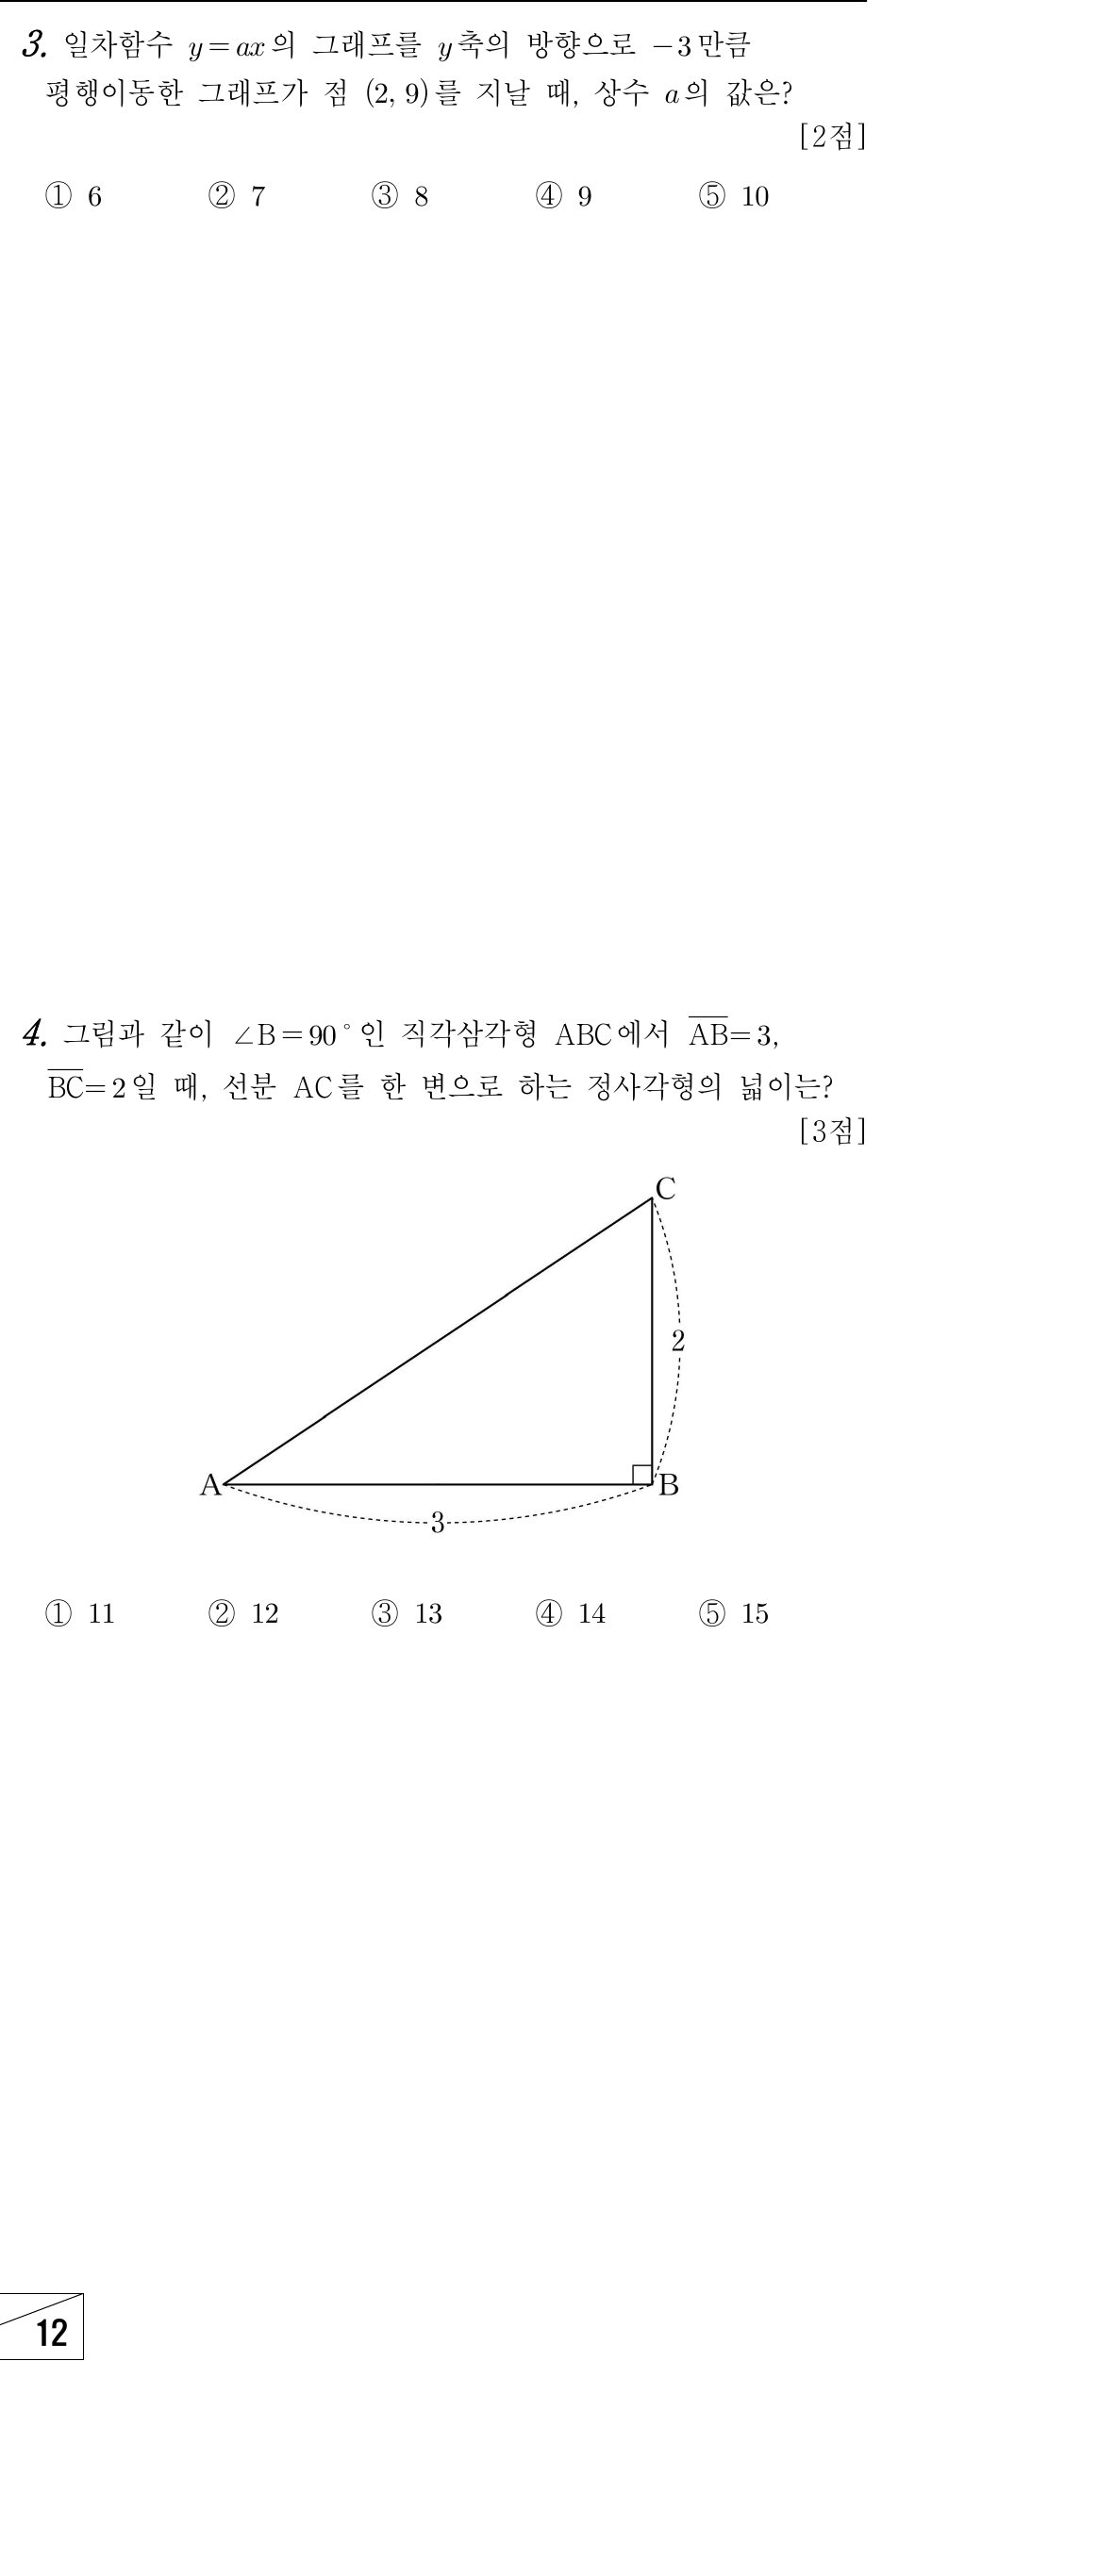 3. 일차함수 y=ax의 그래프를 y축의 방향으로 -3만큼
평행이동한 그래프가 점 (2, 9)를 지날 때, 상수 a의 값은?
[2점]
① 6 ② 7 ③ 8 ④ 9 ⑤ 10
4. 그림과 같이 ∠B=90°인 직각삼각형 ABC에서 A̅B̅=3,
B̅C̅=2일 때, 선분 AC를 한 변으로 하는 정사각형의 넓이는?
[3점]
C
2
A
B
3
① 11 ② 12 ③ 13 ④ 14 ⑤ 15
12